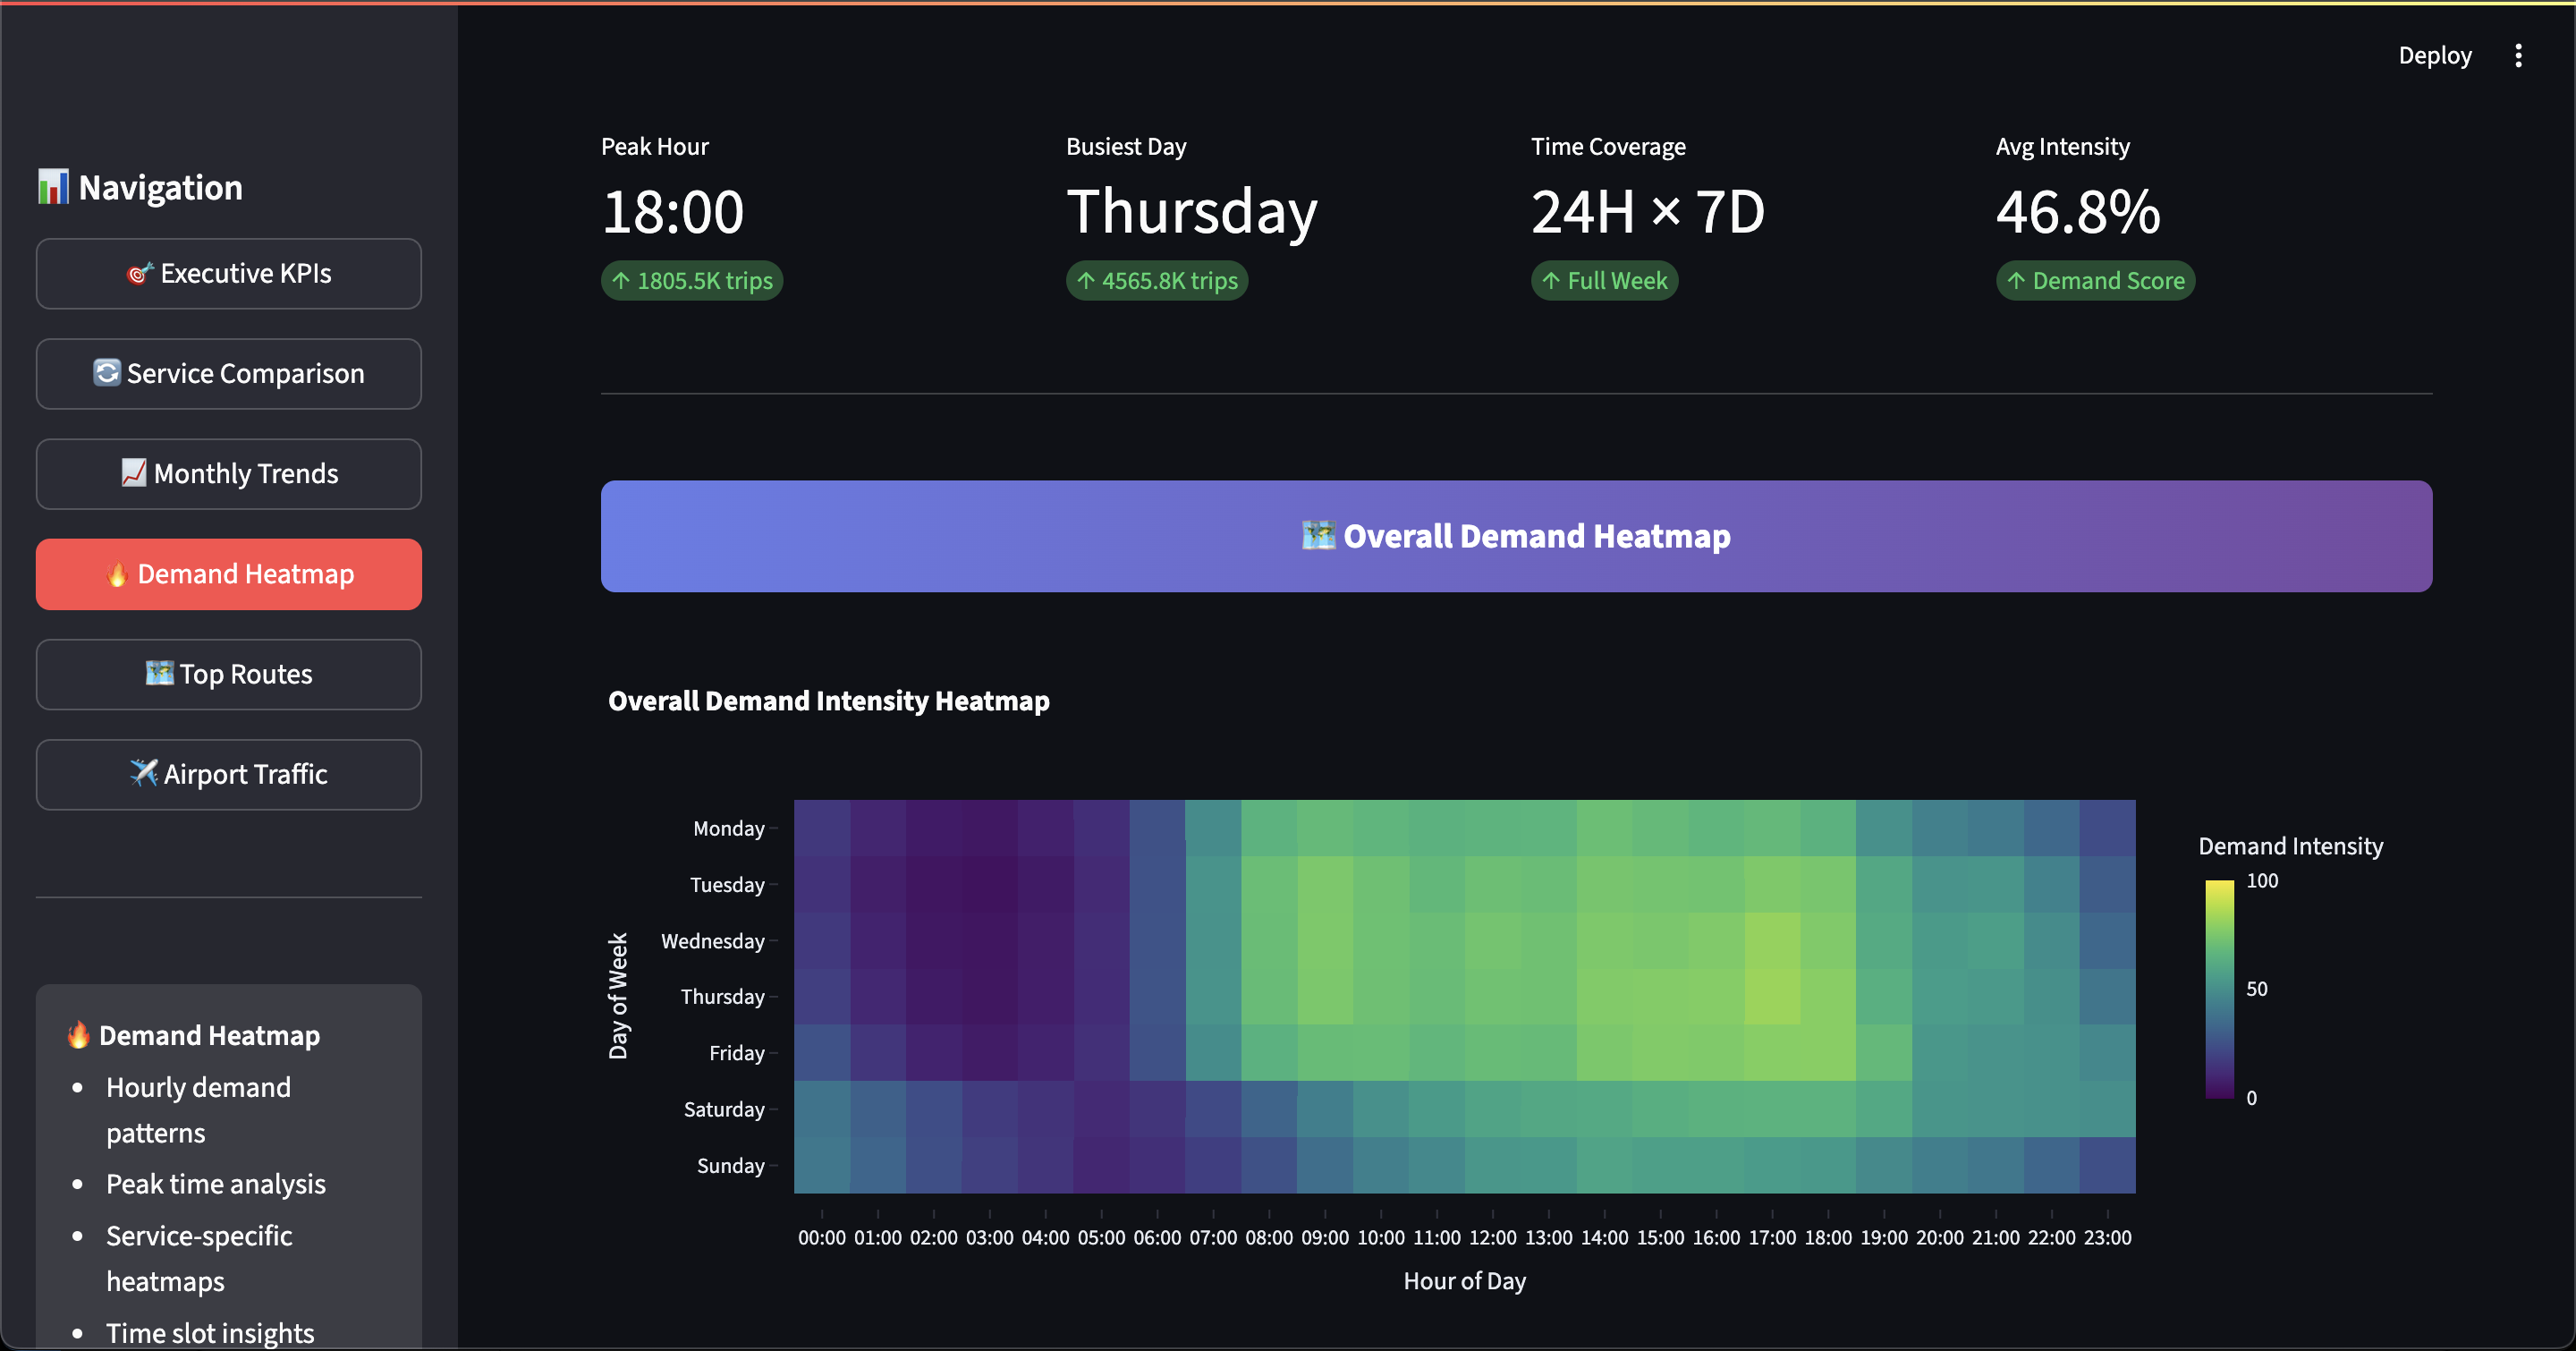 Deploy
📊 Navigation
🎯 Executive KPIs
🔄 Service Comparison
📈 Monthly Trends
🔥 Demand Heatmap
🗺️ Top Routes
✈️ Airport Traffic
🔥 Demand Heatmap
• Hourly demand
patterns
• Peak time analysis
• Service-specific
heatmaps
• Time slot insights
Peak Hour
18:00
↑ 1805.5K trips
Busiest Day
Thursday
↑ 4565.8K trips
Time Coverage
24H × 7D
↑ Full Week
Avg Intensity
46.8%
↑ Demand Score
🗺️ Overall Demand Heatmap
Overall Demand Intensity Heatmap
Day of Week
Monday
Tuesday
Wednesday
Thursday
Friday
Saturday
Sunday
00:00 01:00 02:00 03:00 04:00 05:00 06:00 07:00 08:00 09:00 10:00 11:00 12:00 13:00 14:00 15:00 16:00 17:00 18:00 19:00 20:00 21:00 22:00 23:00
Hour of Day
Demand Intensity
100
50
0